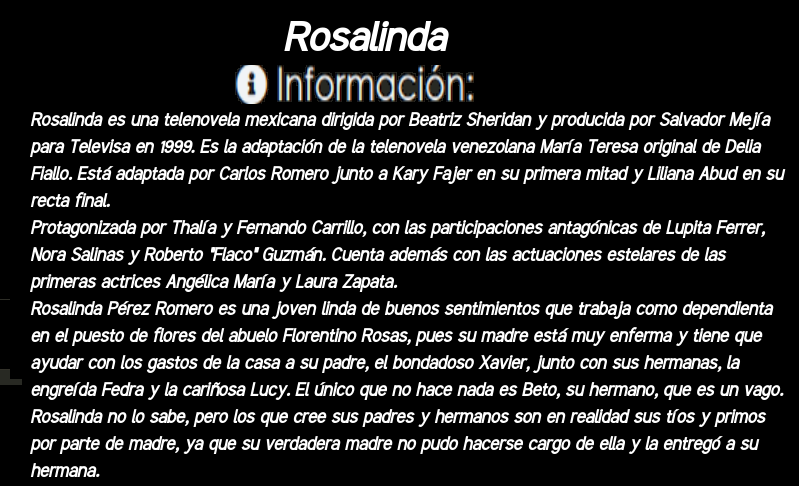 Rosalinda
i Información:
Rosalinda es una telenovela mexicana dirigida por Beatriz Sheridan y producida por Salvador Mejía
para Televisa en 1999. Es la adaptación de la telenovela venezolana María Teresa original de Delia
Fiallo. Está adaptada por Carlos Romero junto a Kary Fajer en su primera mitad y Liliana Abud en su
recta final.
Protagonizada por Thalía y Fernando Carrillo, con las participaciones antagónicas de Lupita Ferrer,
Nora Salinas y Roberto "Flaco" Guzmán. Cuenta además con las actuaciones estelares de las
primeras actrices Angélica María y Laura Zapata.
Rosalinda Pérez Romero es una joven linda de buenos sentimientos que trabaja como dependienta
en el puesto de flores del abuelo Florentino Rosas, pues su madre está muy enferma y tiene que
ayudar con los gastos de la casa a su padre, el bondadoso Xavier, junto con sus hermanas, la
engreída Fedra y la cariñosa Lucy. El único que no hace nada es Beto, su hermano, que es un vago.
Rosalinda no lo sabe, pero los que cree sus padres y hermanos son en realidad sus tíos y primos
por parte de madre, ya que su verdadera madre no pudo hacerse cargo de ella y la entregó a su
hermana.